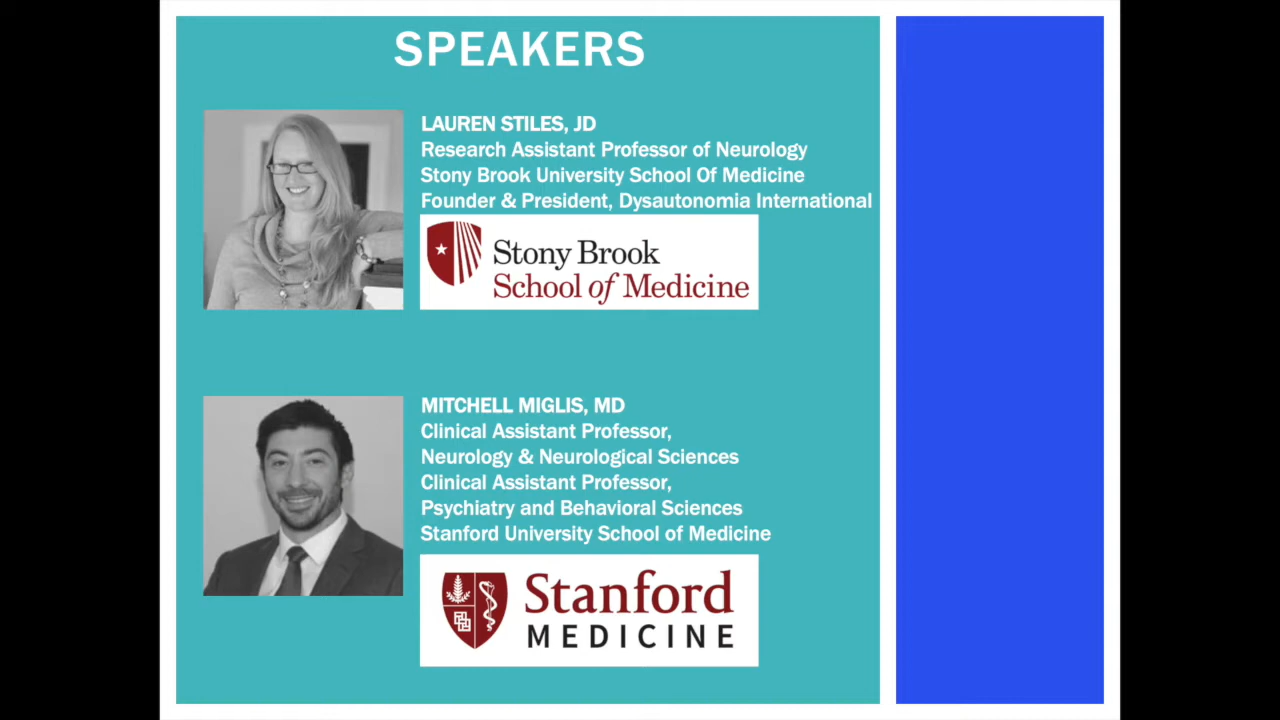 SPEAKERS
LAUREN STILES, JD
Research Assistant Professor of Neurology
Stony Brook University School Of Medicine
Founder & President, Dysautonomia International
Stony Brook
School of Medicine
MITCHELL MIGLIS, MD
Clinical Assistant Professor,
Neurology & Neurological Sciences
Clinical Assistant Professor,
Psychiatry and Behavioral Sciences
Stanford University School of Medicine
Stanford
MEDICINE